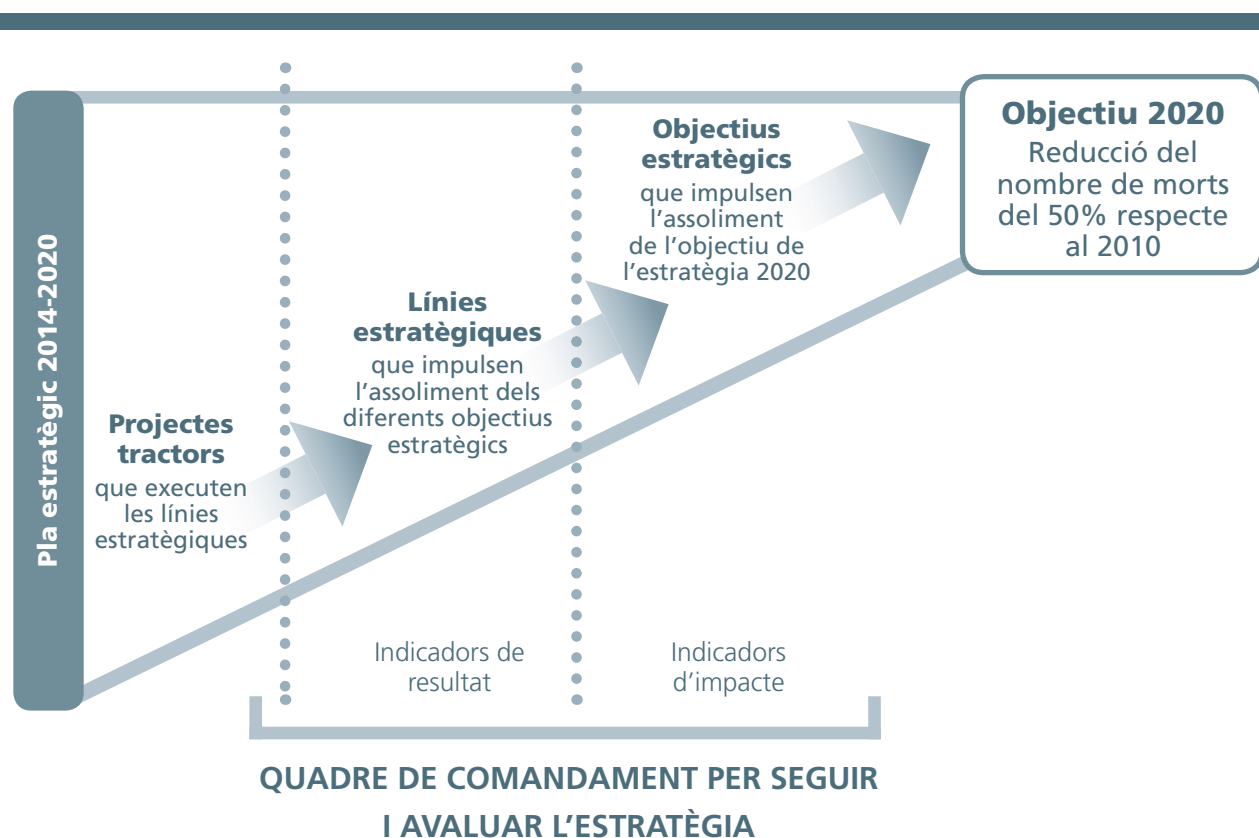 Pla estratègic 2014-2020
Projectes
tractors
que executen
les línies
estratègiques
Línies
estratègiques
que impulsen
l’assoliment dels
diferents objectius
estratègics
Objectius
estratègics
que impulsen
l’assoliment
de l’objectiu de
l’estratègia 2020
Objectiu 2020
Reducció del
nombre de morts
del 50% respecte
al 2010
Indicadors de
resultat
Indicadors
d’impacte
QUADRE DE COMANDAMENT PER SEGUIR
I AVALUAR L’ESTRATÈGIA